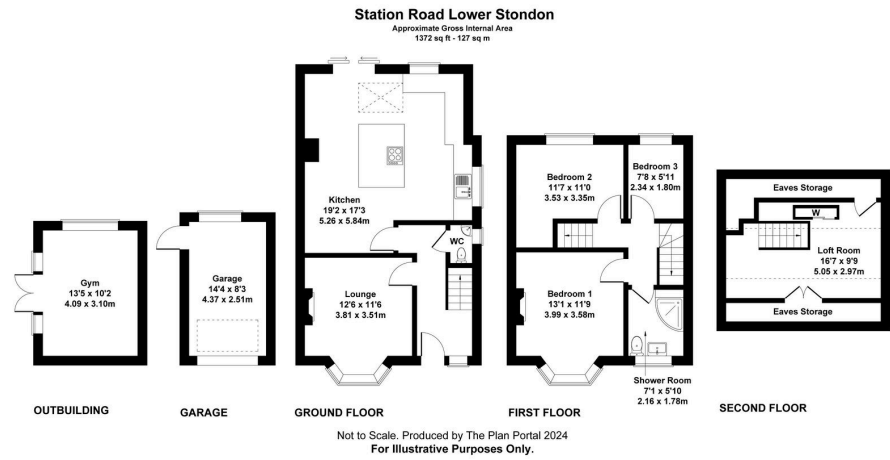 Station Road Lower Stondon
Approximate Gross Internal Area
1372 sq ft - 127 sq m
Gym
13'5 x 10'2
4.09 x 3.10m
OUTBUILDING
Garage
14'4 x 8'3
4.37 x 2.51m
GARAGE
Kitchen
19'2 x 17'3
5.26 x 5.84m
WC
Lounge
12'6 x 11'6
3.81 x 3.51m
GROUND FLOOR
Bedroom 2
11'7 x 11'0
3.53 x 3.35m
Bedroom 3
7'8 x 5'11
2.34 x 1.80m
Bedroom 1
13'1 x 11'9
3.99 x 3.58m
Shower Room
7'1 x 5'10
2.16 x 1.78m
FIRST FLOOR
Eaves Storage
W
Loft Room
16'7 x 9'9
5.05 x 2.97m
Eaves Storage
SECOND FLOOR
Not to Scale. Produced by The Plan Portal 2024
For Illustrative Purposes Only.